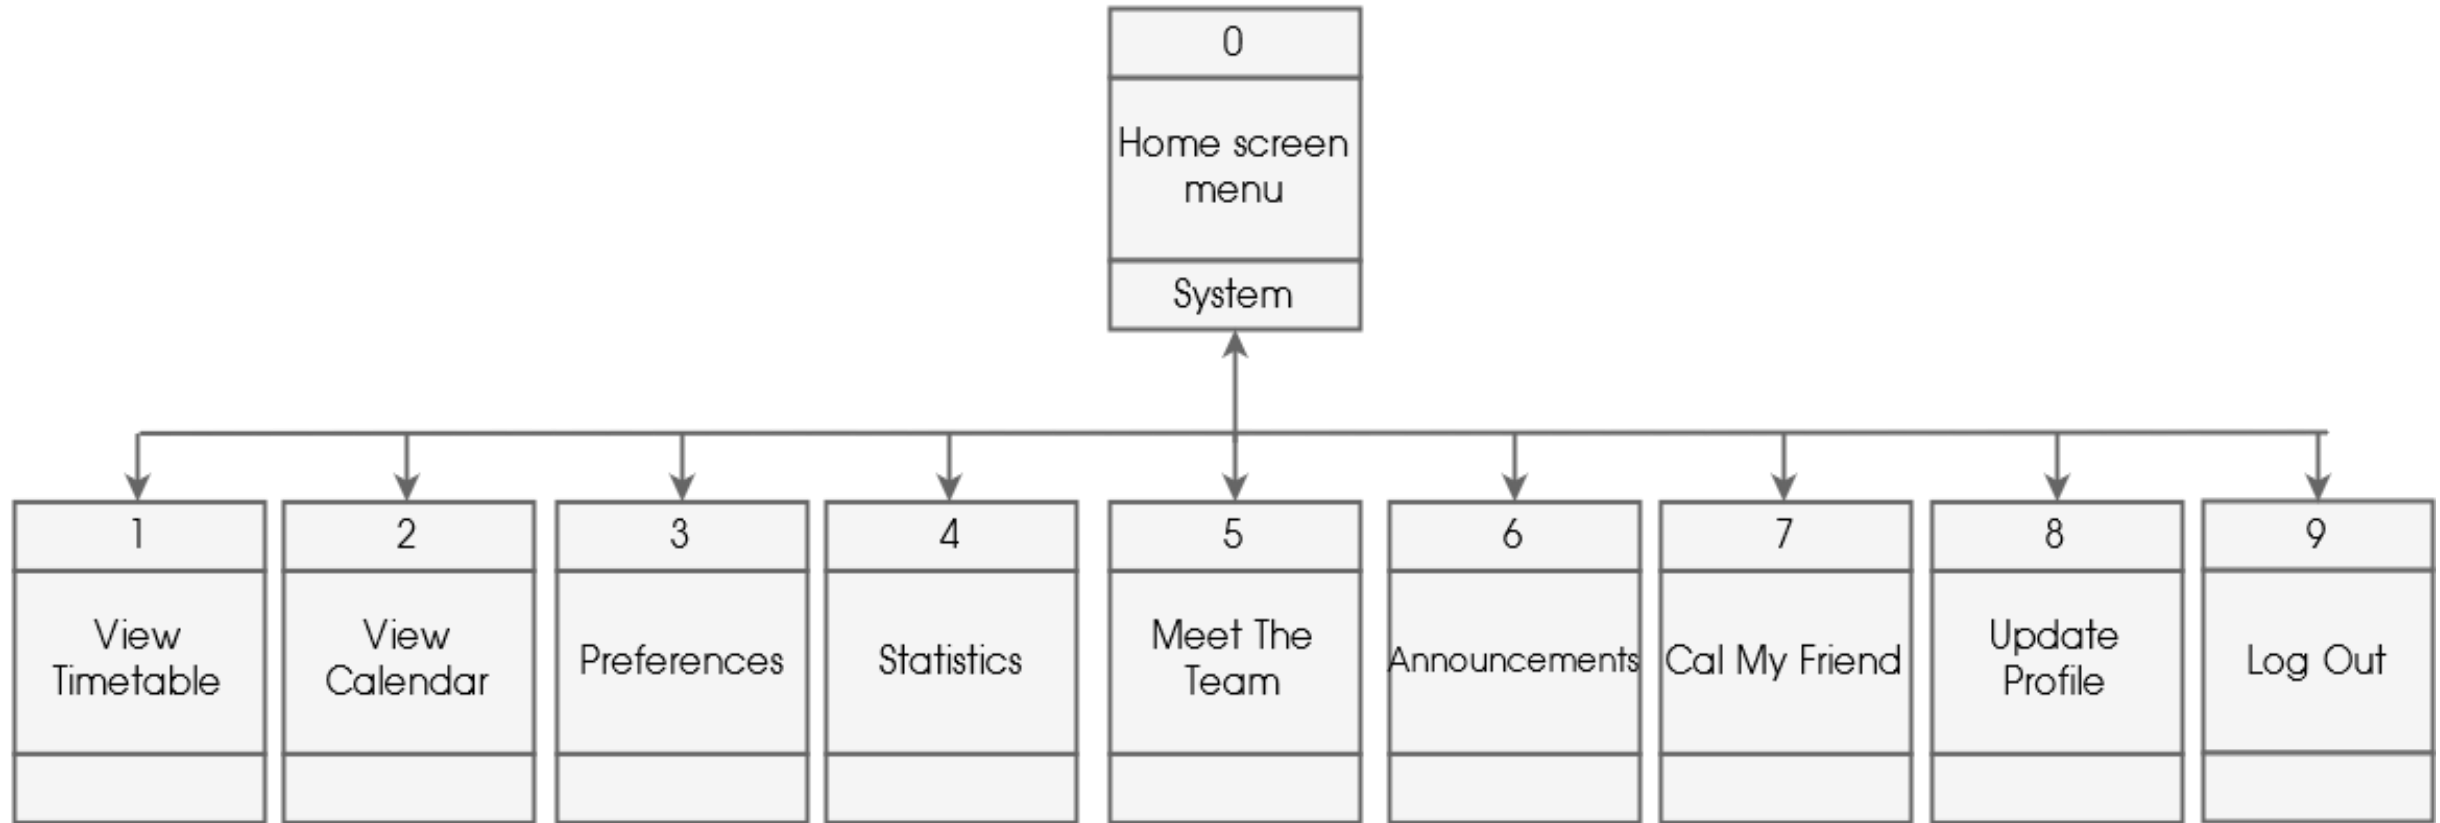 0
Home screen
menu
System
1
2
3
4
5
6
7
8
9
View
Timetable
View
Calendar
Preferences
Statistics
Meet The
Team
Announcements
Cal My Friend
Update
Profile
Log Out